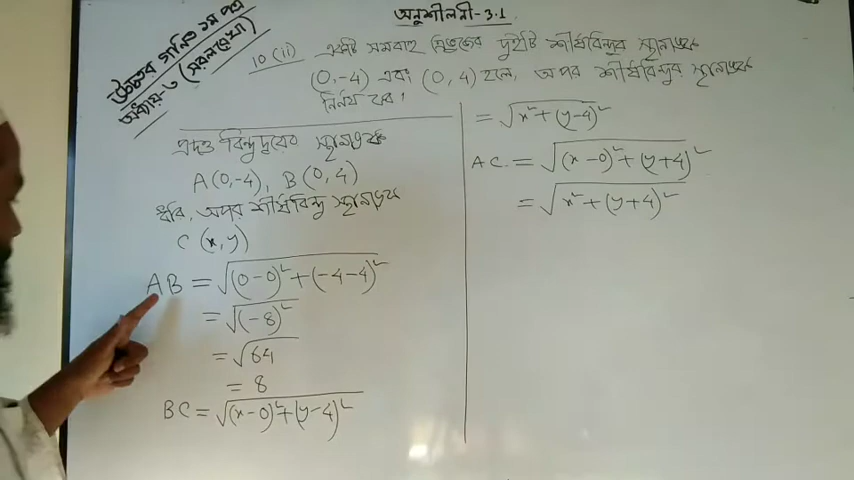 অনুশীলনী-3.1
উচ্চতর গনিত ১ম পত্র
অধ্যায়-৩ (সরলরেখা)
10 (ii) একটি সমবাহু ত্রিভুজের দুইটি শীর্ষবিন্দুর স্থানাঙ্ক
(0,-4) এবং (0, 4) হলে, অপর শীর্ষবিন্দুর স্থানাঙ্ক
নির্ণয় কর।
প্রদত্ত বিন্দুদ্বয়ের স্থানাঙ্ক
A(0,-4), B(0, 4)
ধরি, অপর শীর্ষবিন্দু স্থানাঙ্ক
C (x, y)
AB = √(0-0)²+(-4-4)²
= √(-8)²
= √64
= 8
BC = √(x-0)²+(y-4)²
= √x²+(y-4)²
AC = √(x-0)²+(y+4)²
= √x²+(y+4)²